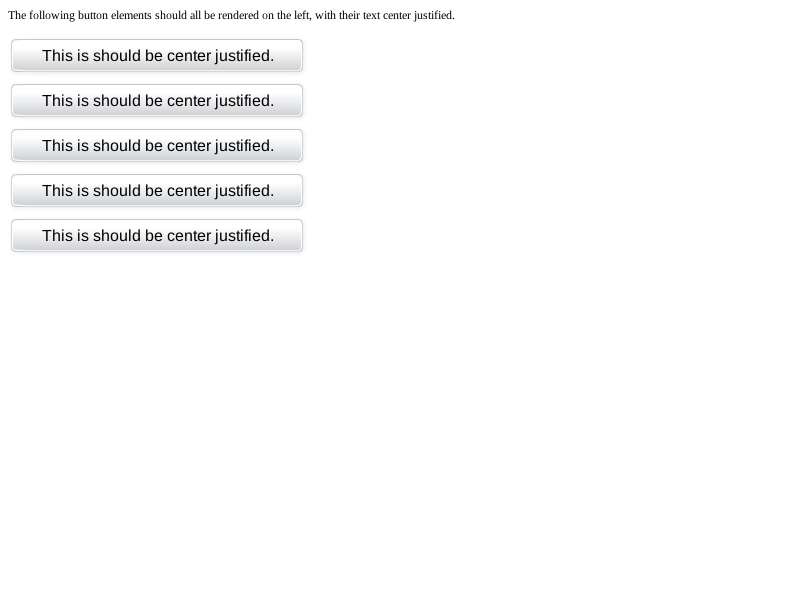 The following button elements should all be rendered on the left, with their text center justified.
This is should be center justified.
This is should be center justified.
This is should be center justified.
This is should be center justified.
This is should be center justified.